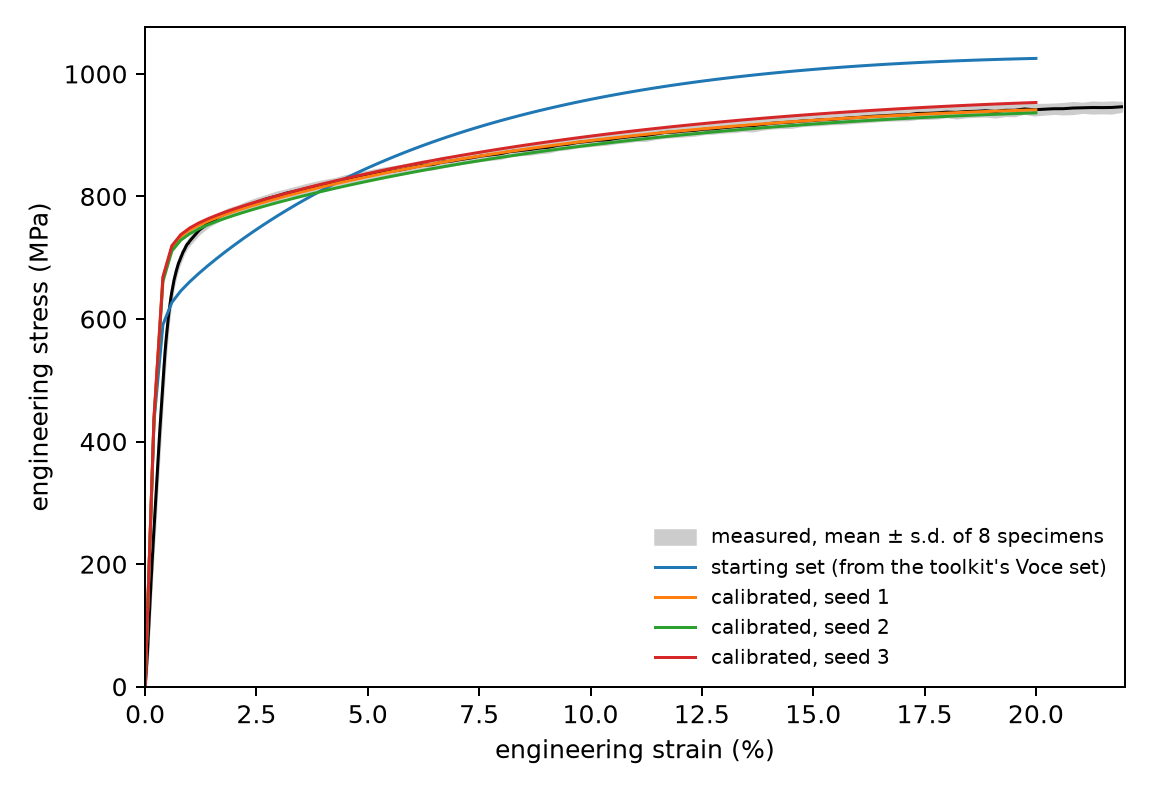 1000
800
600
400
200
0
engineering stress (MPa)
measured, mean ± s.d. of 8 specimens
starting set (from the toolkit's Voce set)
calibrated, seed 1
calibrated, seed 2
calibrated, seed 3
0.0 2.5 5.0 7.5 10.0 12.5 15.0 17.5 20.0
engineering strain (%)